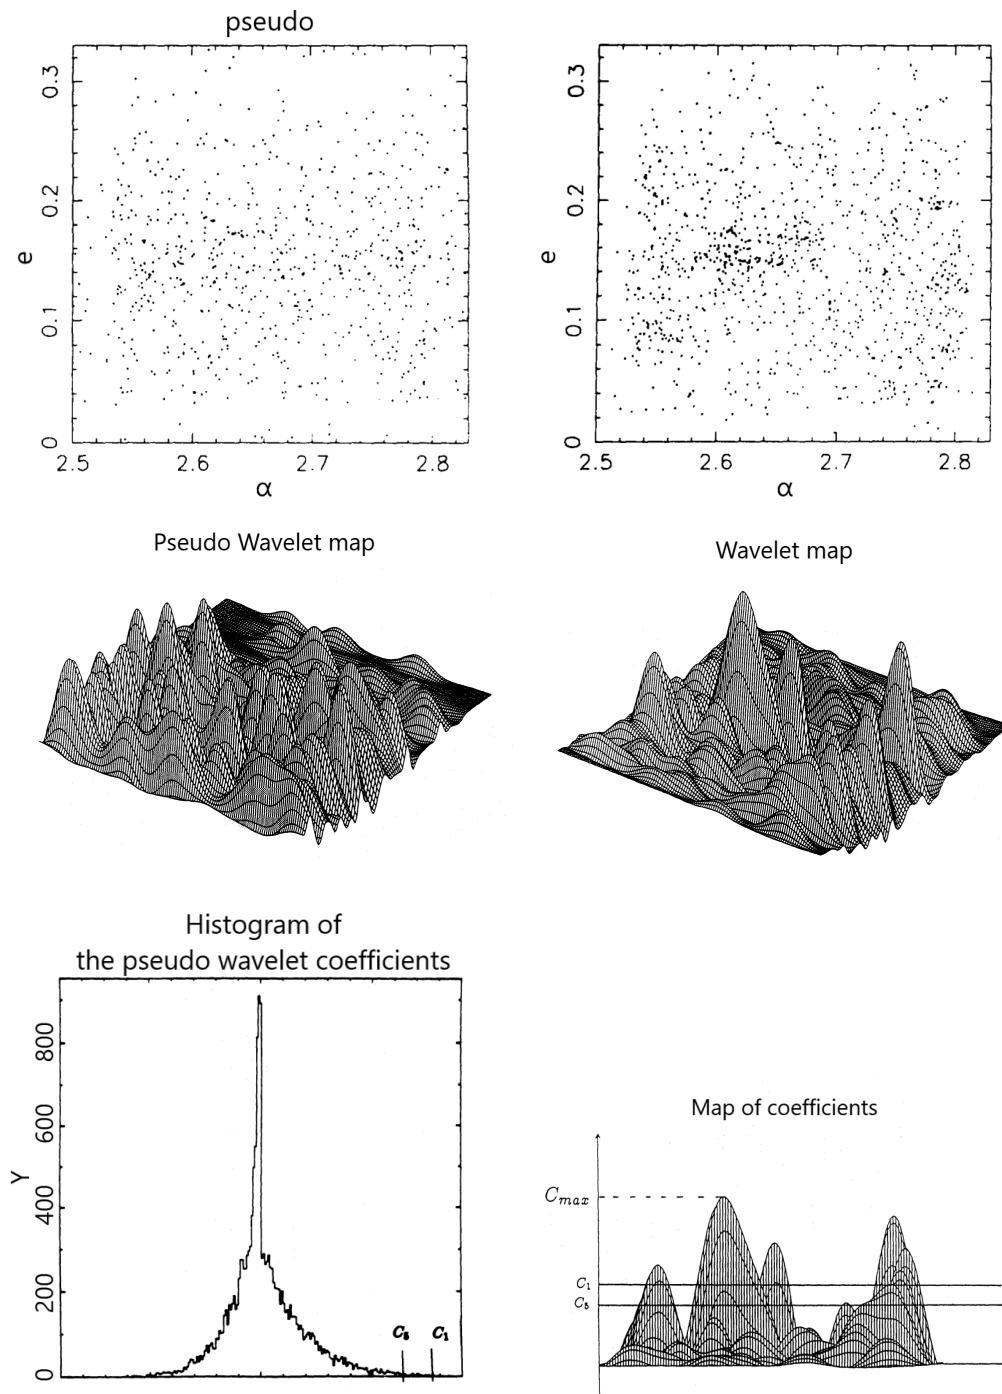 pseudo
0.3
0.2
0.1
0
e
2.5 2.6 2.7 2.8
α
0.3
0.2
0.1
0
e
2.5 2.6 2.7 2.8
α
Pseudo Wavelet map
Wavelet map
Histogram of
the pseudo wavelet coefficients
800
600
400
200
0
Y
C₅ C₁
Map of coefficients
Cmax
C₁
C₅